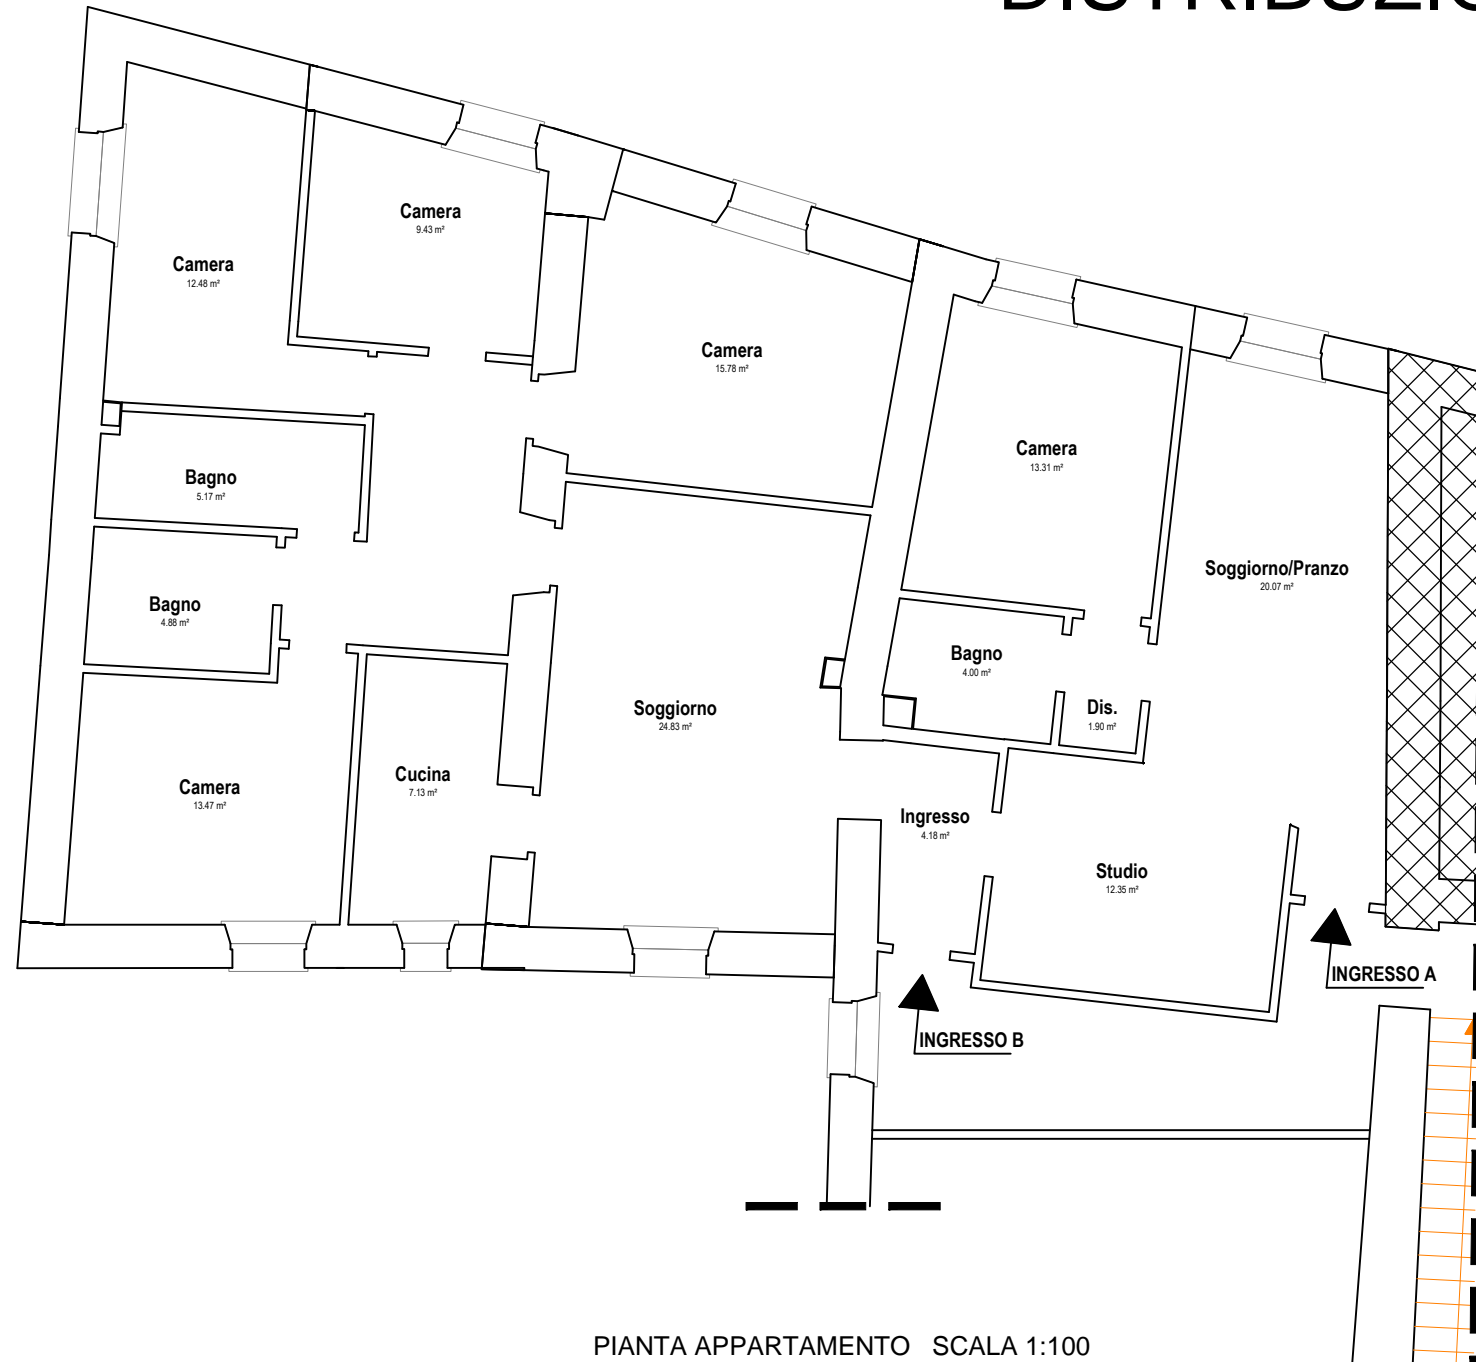 Camera
9.43 m²
Camera
12.48 m²
Camera
15.78 m²
Camera
13.31 m²
Bagno
5.17 m²
Soggiorno/Pranzo
20.07 m²
Bagno
4.88 m²
Bagno
4.00 m²
Soggiorno
24.83 m²
Dis.
1.90 m²
Cucina
7.13 m²
Camera
13.47 m²
Ingresso
4.18 m²
Studio
12.35 m²
INGRESSO A
INGRESSO B
PIANTA APPARTAMENTO SCALA 1:100